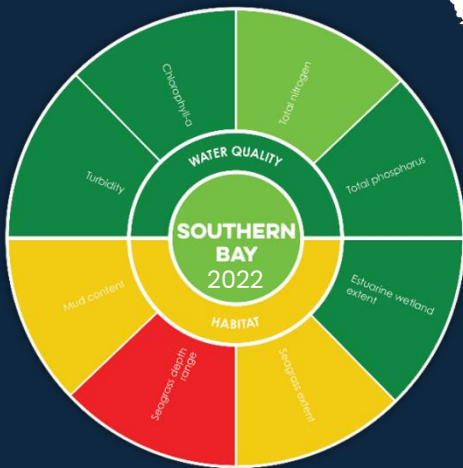 Chlorophyll-a
Total nitrogen
Turbidity
Total phosphorus
WATER QUALITY
SOUTHERN
BAY
2022
HABITAT
Mud content
Seagrass depth
range
Seagrass extent
Estuarine wetland
extent